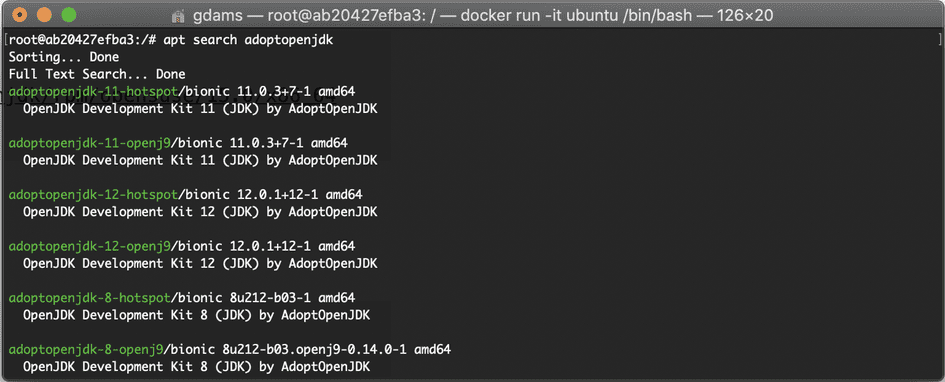 gdams — root@ab20427efba3: / — docker run -it ubuntu /bin/bash — 126×20
[root@ab20427efba3:/# apt search adoptopenjdk ]
Sorting... Done
Full Text Search... Done
adoptopenjdk-11-hotspot/bionic 11.0.3+7-1 amd64
OpenJDK Development Kit 11 (JDK) by AdoptOpenJDK
adoptopenjdk-11-openj9/bionic 11.0.3+7-1 amd64
OpenJDK Development Kit 11 (JDK) by AdoptOpenJDK
adoptopenjdk-12-hotspot/bionic 12.0.1+12-1 amd64
OpenJDK Development Kit 12 (JDK) by AdoptOpenJDK
adoptopenjdk-12-openj9/bionic 12.0.1+12-1 amd64
OpenJDK Development Kit 12 (JDK) by AdoptOpenJDK
adoptopenjdk-8-hotspot/bionic 8u212-b03-1 amd64
OpenJDK Development Kit 8 (JDK) by AdoptOpenJDK
adoptopenjdk-8-openj9/bionic 8u212-b03.openj9-0.14.0-1 amd64
OpenJDK Development Kit 8 (JDK) by AdoptOpenJDK